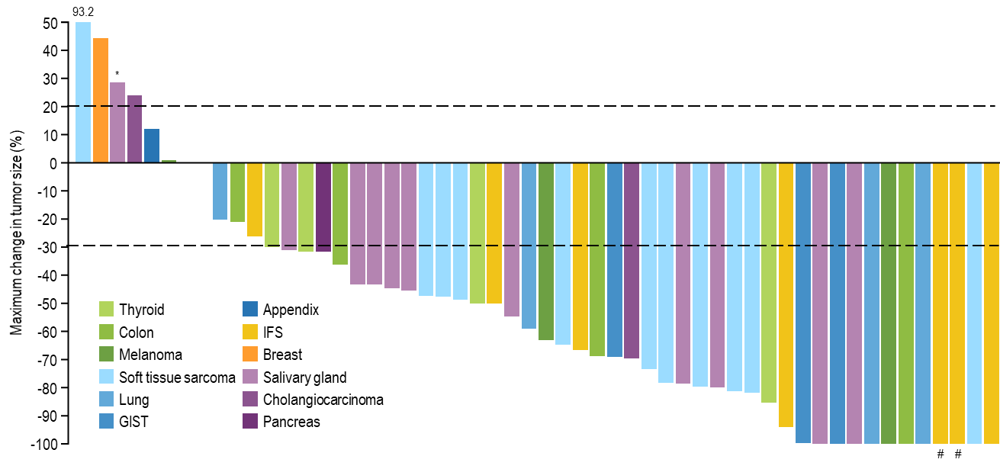 93.2
50
40
30
*
20
10
0
-10
-20
-30
-40
-50
-60
-70
-80
-90
-100
Maximum change in tumor size (%)
Thyroid
Colon
Melanoma
Soft tissue sarcoma
Lung
GIST
Appendix
IFS
Breast
Salivary gland
Cholangiocarcinoma
Pancreas
# #